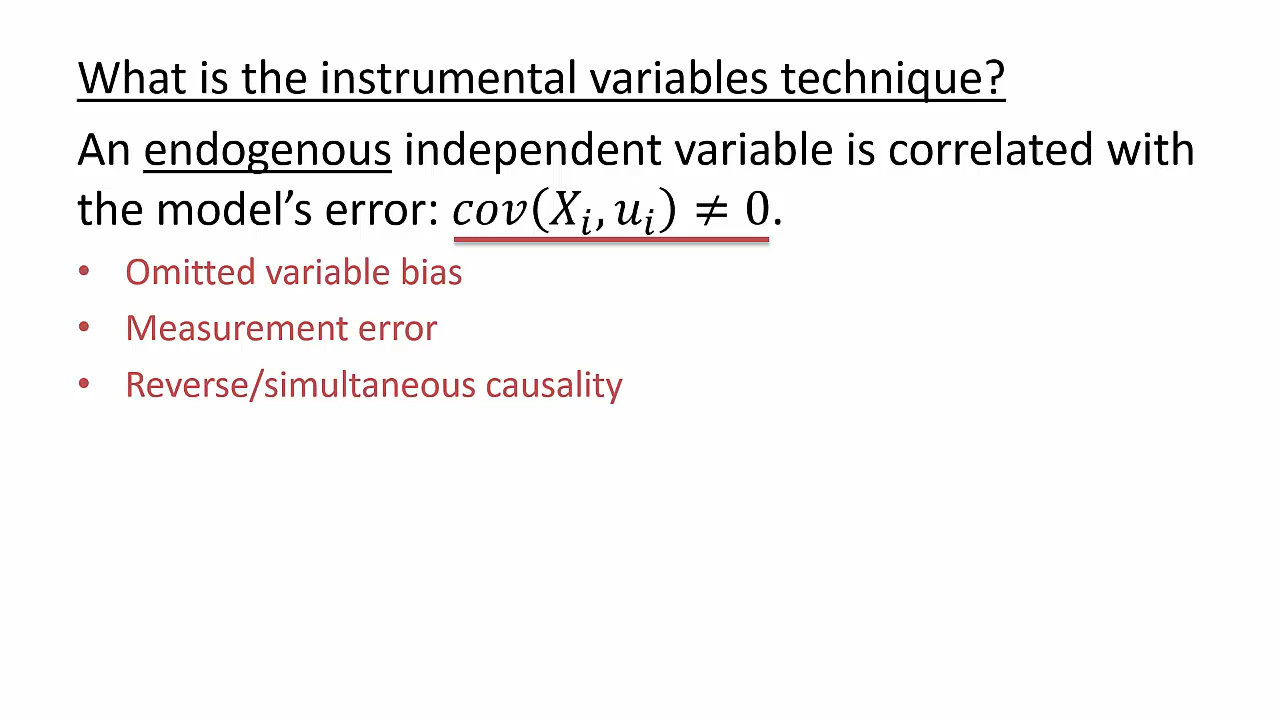 What is the instrumental variables technique?
An endogenous independent variable is correlated with
the model’s error: cov(Xᵢ, uᵢ) ≠ 0.
• Omitted variable bias
• Measurement error
• Reverse/simultaneous causality